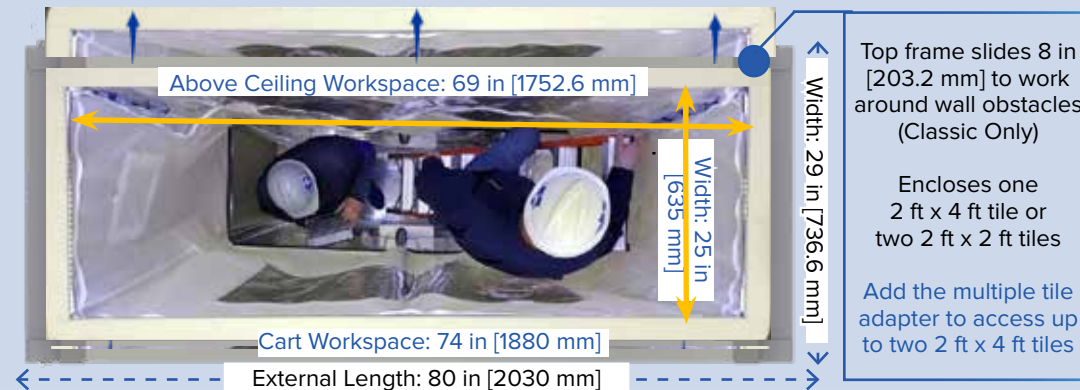 Above Ceiling Workspace: 69 in [1752.6 mm]
Width: 25 in
[635 mm]
Width: 29 in [736.6 mm]
Cart Workspace: 74 in [1880 mm]
External Length: 80 in [2030 mm]
Top frame slides 8 in
[203.2 mm] to work
around wall obstacles
(Classic Only)
Encloses one
2 ft x 4 ft tile or
two 2 ft x 2 ft tiles
Add the multiple tile
adapter to access up
to two 2 ft x 4 ft tiles